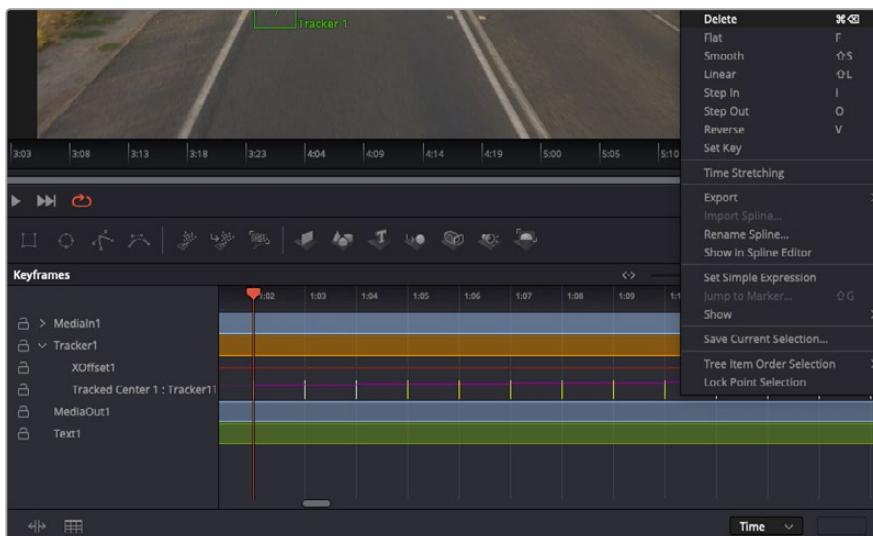 Tracker 1
3:03 3:08 3:13 3:18 3:23 4:04 4:09 4:14 4:19 5:00 5:05 5:10
Delete ⌘⌫
Flat F
Smooth ⇧S
Linear ⇧L
Step In I
Step Out O
Reverse V
Set Key
Time Stretching
Export
Import Spline...
Rename Spline...
Show in Spline Editor
Set Simple Expression
Jump to Marker... ⇧G
Show
Save Current Selection...
Tree Item Order Selection
Lock Point Selection
T
Keyframes
1:02 1:03 1:04 1:05 1:06 1:07 1:08 1:09
MediaIn1
Tracker1
XOffset1
Tracked Center 1 : Tracker11
MediaOut1
Text1
Time